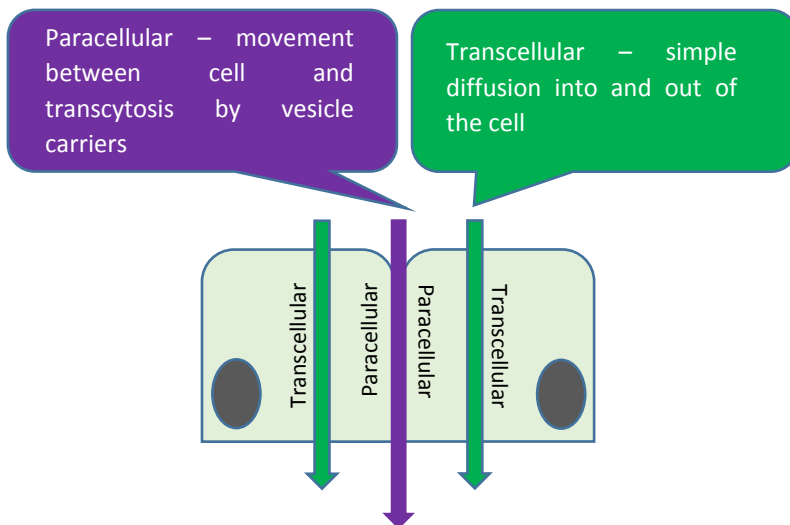 Paracellular – movement
between cell and
transcytosis by vesicle
carriers
Transcellular – simple
diffusion into and out of
the cell
Transcellular
Paracellular
Paracellular
Transcellular